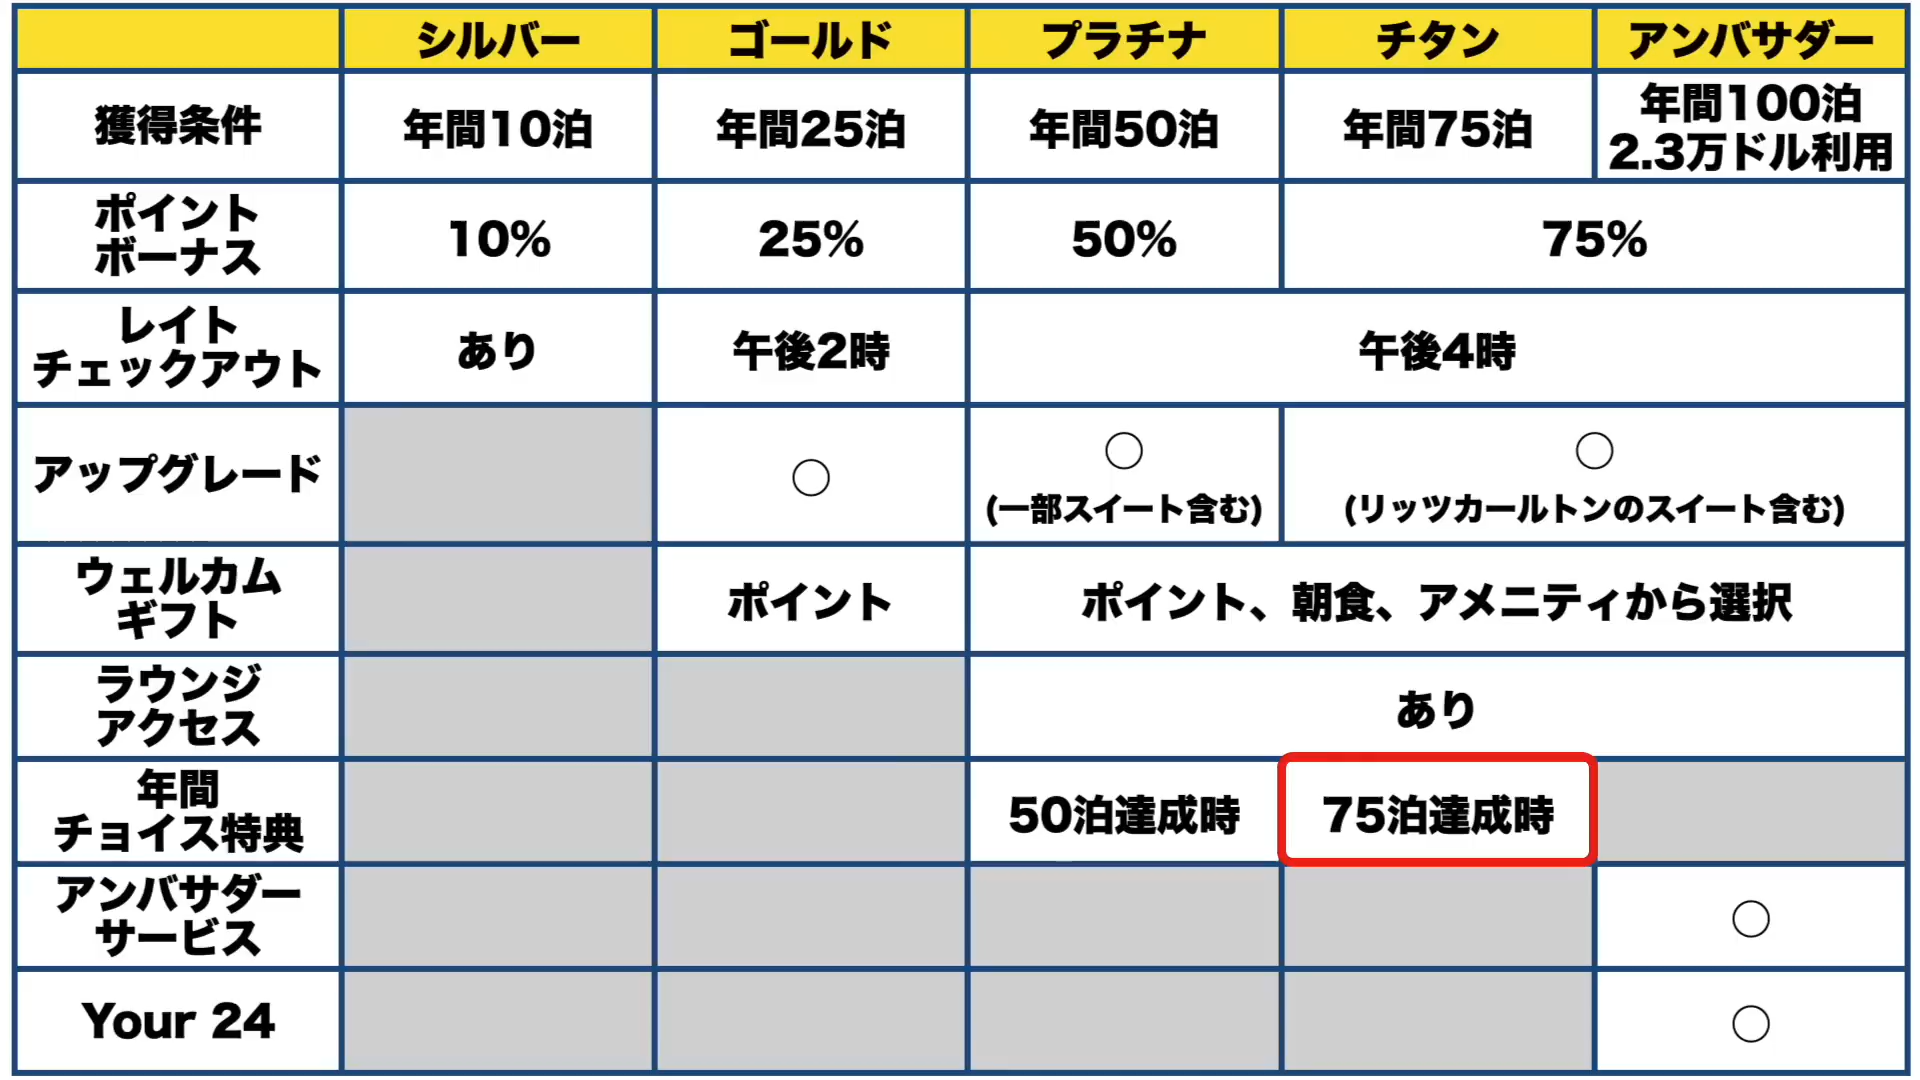 シルバー
ゴールド
プラチナ
チタン
アンバサダー
獲得条件
年間10泊
年間25泊
年間50泊
年間75泊
年間100泊
2.3万ドル利用
ポイント
ボーナス
10%
25%
50%
75%
レイト
チェックアウト
あり
午後2時
午後4時
アップグレード
○
○
(一部スイート含む)
○
(リッツカールトンのスイート含む)
ウェルカム
ギフト
ポイント
ポイント、朝食、アメニティから選択
ラウンジ
アクセス
あり
年間
チョイス特典
50泊達成時
75泊達成時
アンバサダー
サービス
○
Your 24
○